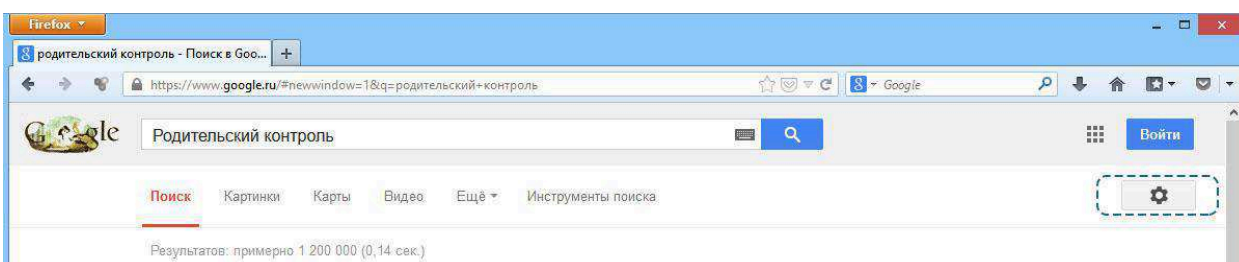 Firefox
родительский контроль - Поиск в Goo...
https://www.google.ru/#newwindow=1&q=родительский+контроль Google
Google Родительский контроль Войти
Поиск Картинки Карты Видео Ещё Инструменты поиска
Результатов: примерно 1 200 000 (0,14 сек.)